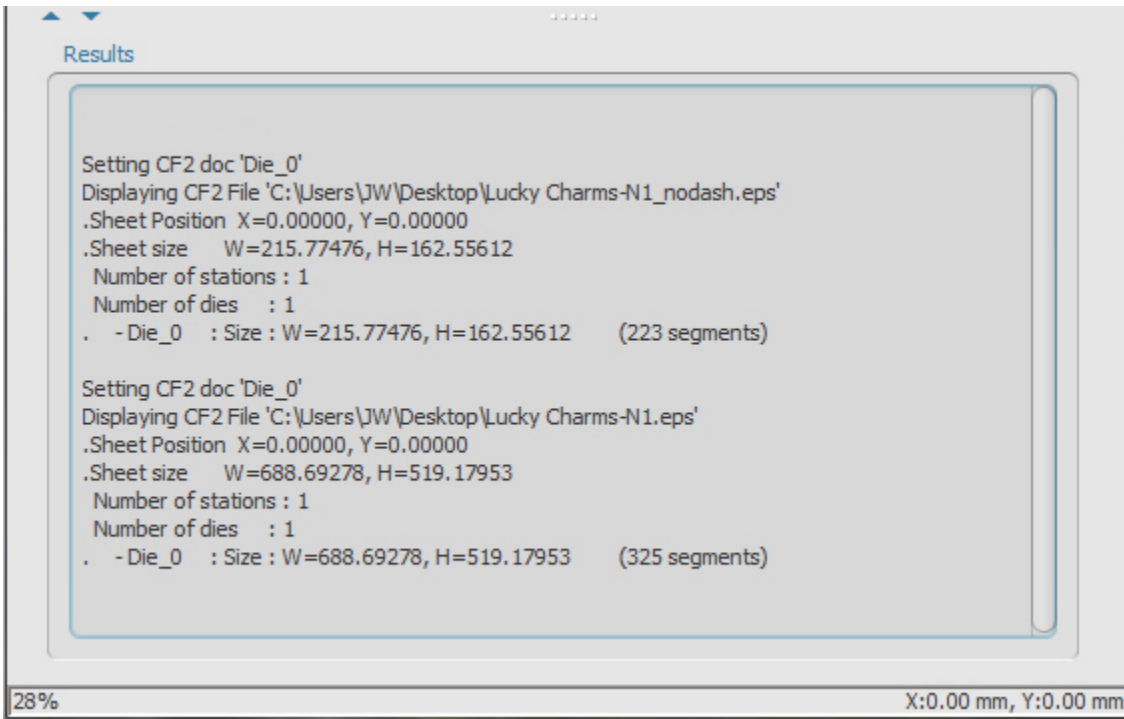 Results
Setting CF2 doc 'Die_0'
Displaying CF2 File 'C:\Users\JW\Desktop\Lucky Charms-N1_nodash.eps'
.Sheet Position  X=0.00000, Y=0.00000
.Sheet size     W=215.77476, H=162.55612
Number of stations : 1
Number of dies     : 1
.    - Die_0    : Size : W=215.77476, H=162.55612       (223 segments)
Setting CF2 doc 'Die_0'
Displaying CF2 File 'C:\Users\JW\Desktop\Lucky Charms-N1.eps'
.Sheet Position  X=0.00000, Y=0.00000
.Sheet size     W=688.69278, H=519.17953
Number of stations : 1
Number of dies     : 1
.    - Die_0    : Size : W=688.69278, H=519.17953       (325 segments)
28% X:0.00 mm, Y:0.00 mm